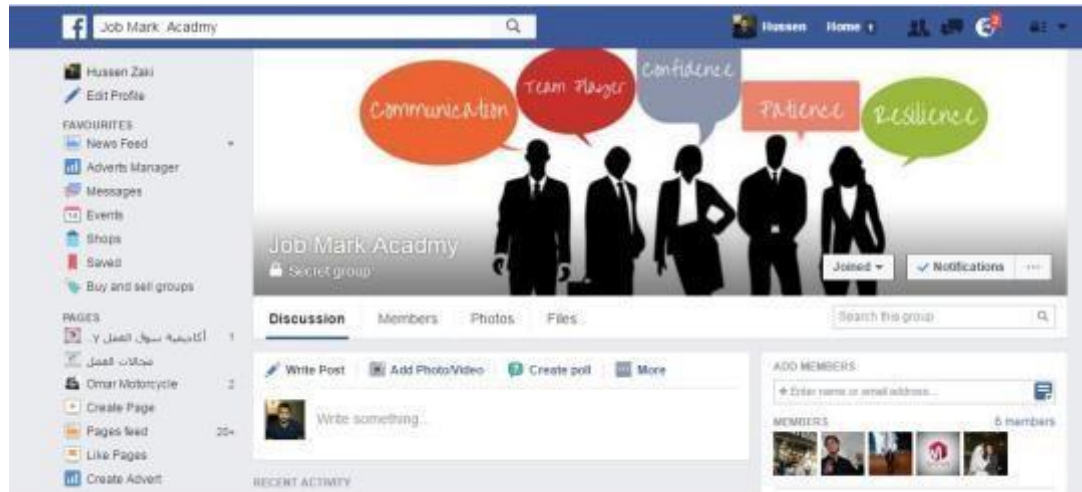 Job Mark Acadmy
Hussen Home 1
2
Hussen Zaki
Edit Profile
FAVOURITES
News Feed
Adverts Manager
Messages
Events
Shops
Saved
Buy and sell groups
PAGES
أكاديمية سوق العمل y 1
مجالات العمل
Omar Motorcycle 2
Create Page
Pages feed 20+
Like Pages
Create Advert
Communication
Team Player
Confidence
Patience
Resilience
Job Mark Acadmy
Secret group
Joined
Notifications
Discussion Members Photos Files
Search this group
Write Post Add Photo/Video Create poll More
Write something...
RECENT ACTIVITY
ADD MEMBERS
+ Enter name or email address...
MEMBERS 6 members